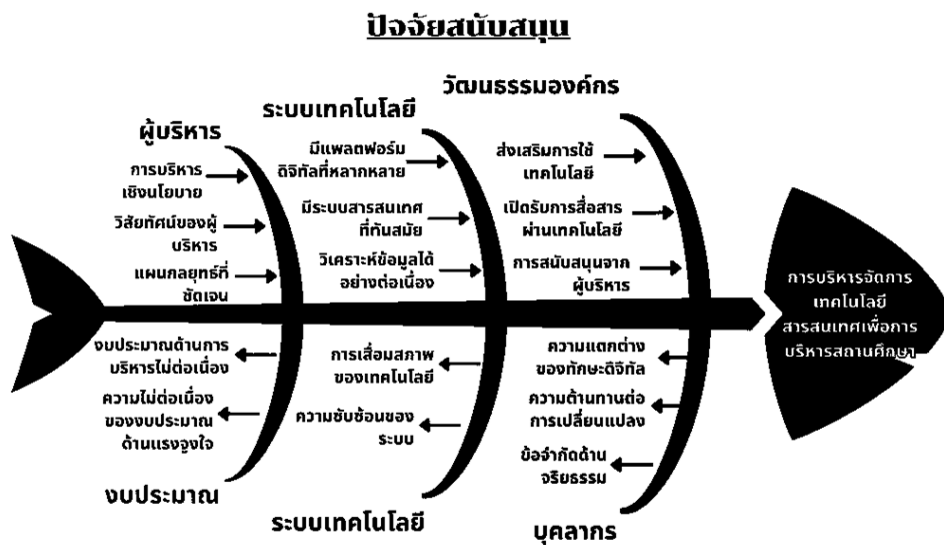 ปัจจัยสนับสนุน
วัฒนธรรมองค์กร
ระบบเทคโนโลยี
ผู้บริหาร
การบริหาร
เชิงนโยบาย
วิสัยทัศน์ของผู้
บริหาร
แผนกลยุทธ์ที่
ชัดเจน
มีแพลตฟอร์ม
ดิจิทัลที่หลากหลาย
มีระบบสารสนเทศ
ที่ทันสมัย
วิเคราะห์ข้อมูลได้
อย่างต่อเนื่อง
ส่งเสริมการใช้
เทคโนโลยี
เปิดรับการสื่อสาร
ผ่านเทคโนโลยี
การสนับสนุนจาก
ผู้บริหาร
การบริหารจัดการ
เทคโนโลยี
สารสนเทศเพื่อการ
บริหารสถานศึกษา
งบประมาณด้านการ
บริหารไม่ต่อเนื่อง
ความไม่ต่อเนื่อง
ของงบประมาณ
ด้านแรงจูงใจ
งบประมาณ
การเสื่อมสภาพ
ของเทคโนโลยี
ความซับซ้อนของ
ระบบ
ระบบเทคโนโลยี
ความแตกต่าง
ของทักษะดิจิทัล
ความต้านทานต่อ
การเปลี่ยนแปลง
ข้อจำกัดด้าน
จริยธรรม
บุคลากร